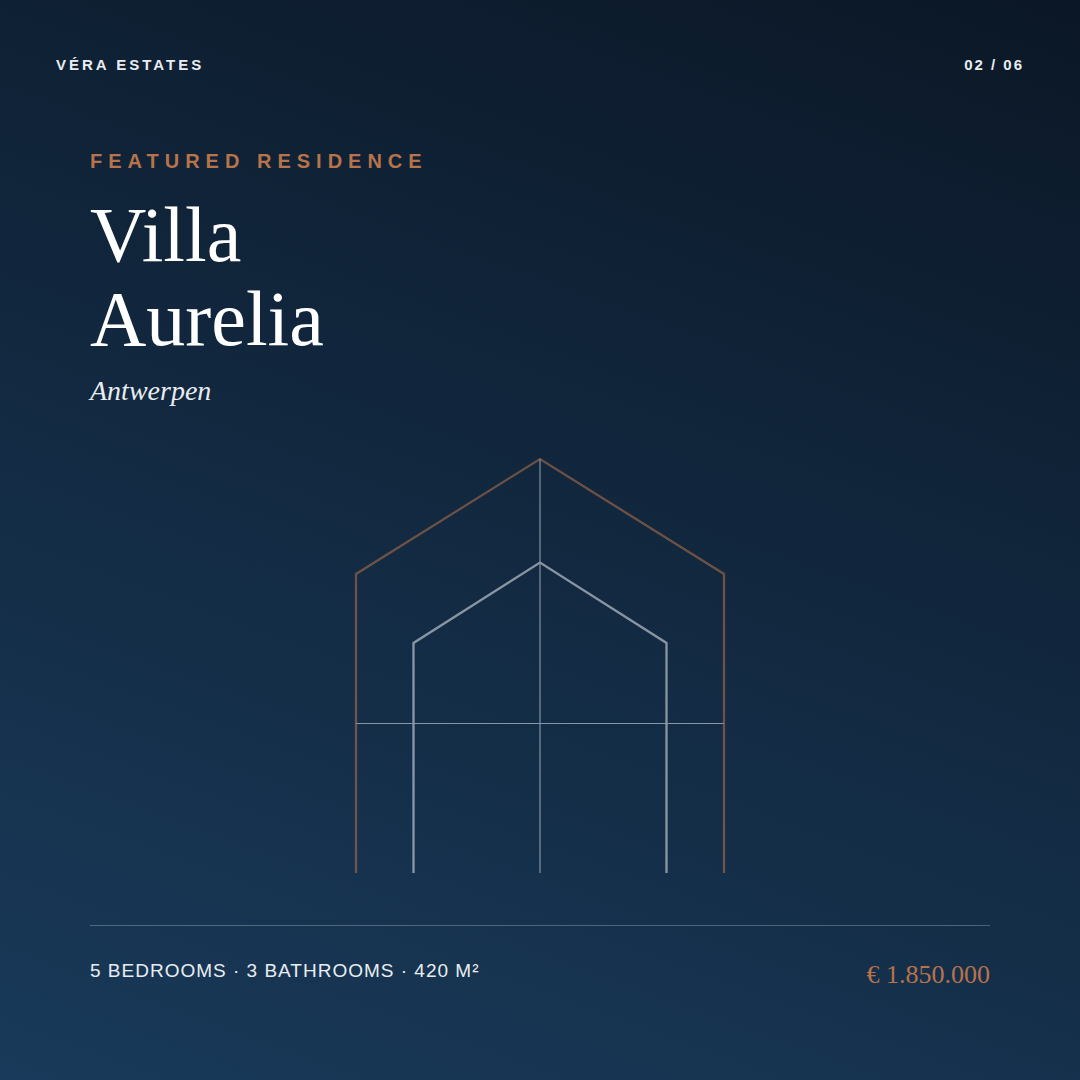 VÉRA ESTATES
02 / 06
FEATURED RESIDENCE
Villa
Aurelia
Antwerpen
5 BEDROOMS · 3 BATHROOMS · 420 M²
€ 1.850.000